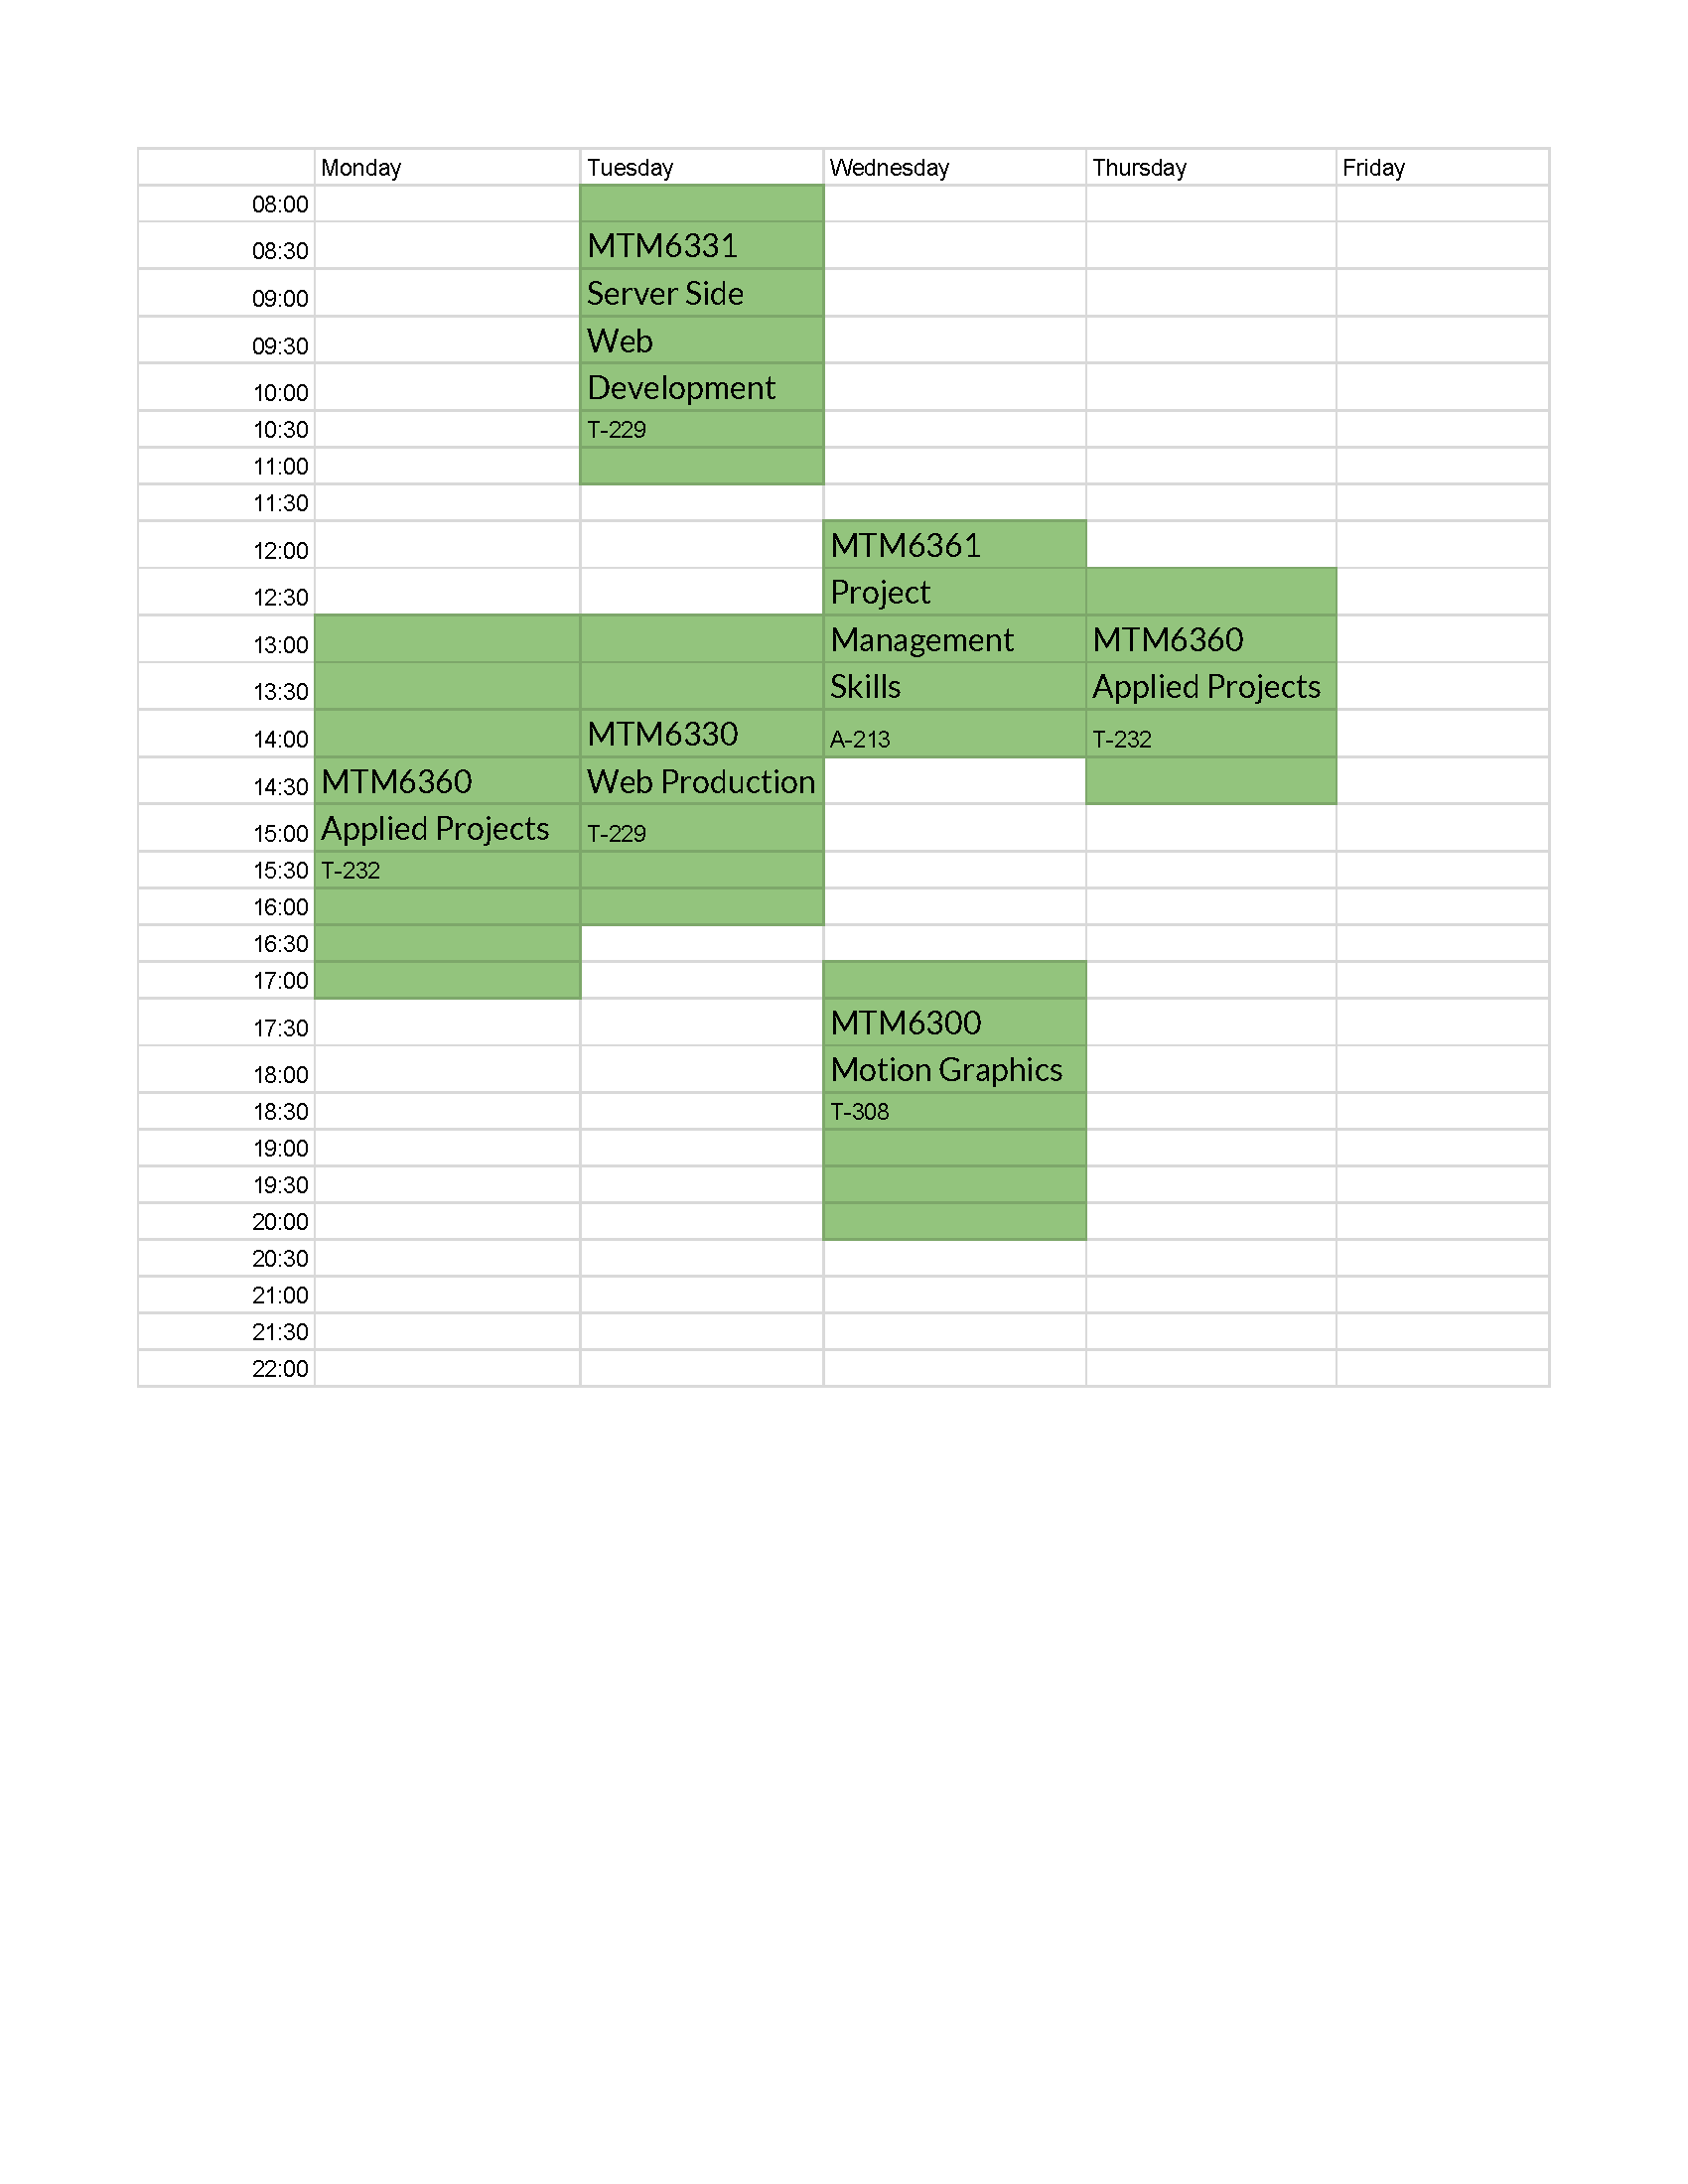 Monday Tuesday Wednesday Thursday Friday
08:00
08:30 MTM6331
09:00 Server Side
09:30 Web
10:00 Development
10:30 T-229
11:00
11:30
12:00 MTM6361
12:30 Project
13:00 Management MTM6360
13:30 Skills Applied Projects
14:00 MTM6330 A-213 T-232
14:30 MTM6360 Web Production
15:00 Applied Projects T-229
15:30 T-232
16:00
16:30
17:00
17:30 MTM6300
18:00 Motion Graphics
18:30 T-308
19:00
19:30
20:00
20:30
21:00
21:30
22:00